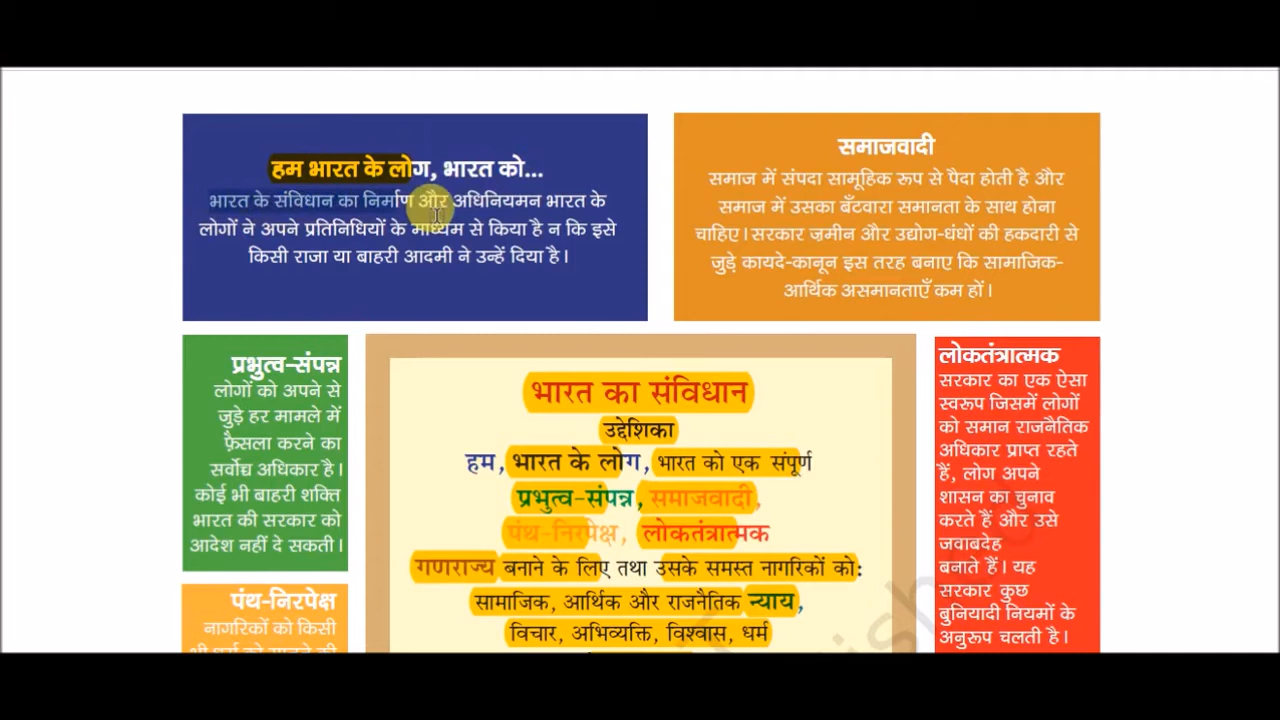 हम भारत के लोग, भारत को...
भारत के संविधान का निर्माण और अधिनियमन भारत के
लोगों ने अपने प्रतिनिधियों के माध्यम से किया है न कि इसे
किसी राजा या बाहरी आदमी ने उन्हें दिया है।
समाजवादी
समाज में संपदा सामूहिक रूप से पैदा होती है और
समाज में उसका बँटवारा समानता के साथ होना
चाहिए। सरकार ज़मीन और उद्योग-धंधों की हकदारी से
जुड़े कायदे-कानून इस तरह बनाए कि सामाजिक-
आर्थिक असमानताएँ कम हों।
प्रभुत्व-संपन्न
लोगों को अपने से
जुड़े हर मामले में
फ़ैसला करने का
सर्वोच्च अधिकार है।
कोई भी बाहरी शक्ति
भारत की सरकार को
आदेश नहीं दे सकती।
पंथ-निरपेक्ष
नागरिकों को किसी
भारत का संविधान
उद्देशिका
हम, भारत के लोग, भारत को एक संपूर्ण
प्रभुत्व-संपन्न, समाजवादी,
पंथ-निरपेक्ष, लोकतंत्रात्मक
गणराज्य बनाने के लिए तथा उसके समस्त नागरिकों को:
सामाजिक, आर्थिक और राजनैतिक न्याय,
विचार, अभिव्यक्ति, विश्वास, धर्म
लोकतंत्रात्मक
सरकार का एक ऐसा
स्वरूप जिसमें लोगों
को समान राजनैतिक
अधिकार प्राप्त रहते
हैं, लोग अपने
शासन का चुनाव
करते हैं और उसे
जवाबदेह
बनाते हैं। यह
सरकार कुछ
बुनियादी नियमों के
अनुरूप चलती है।